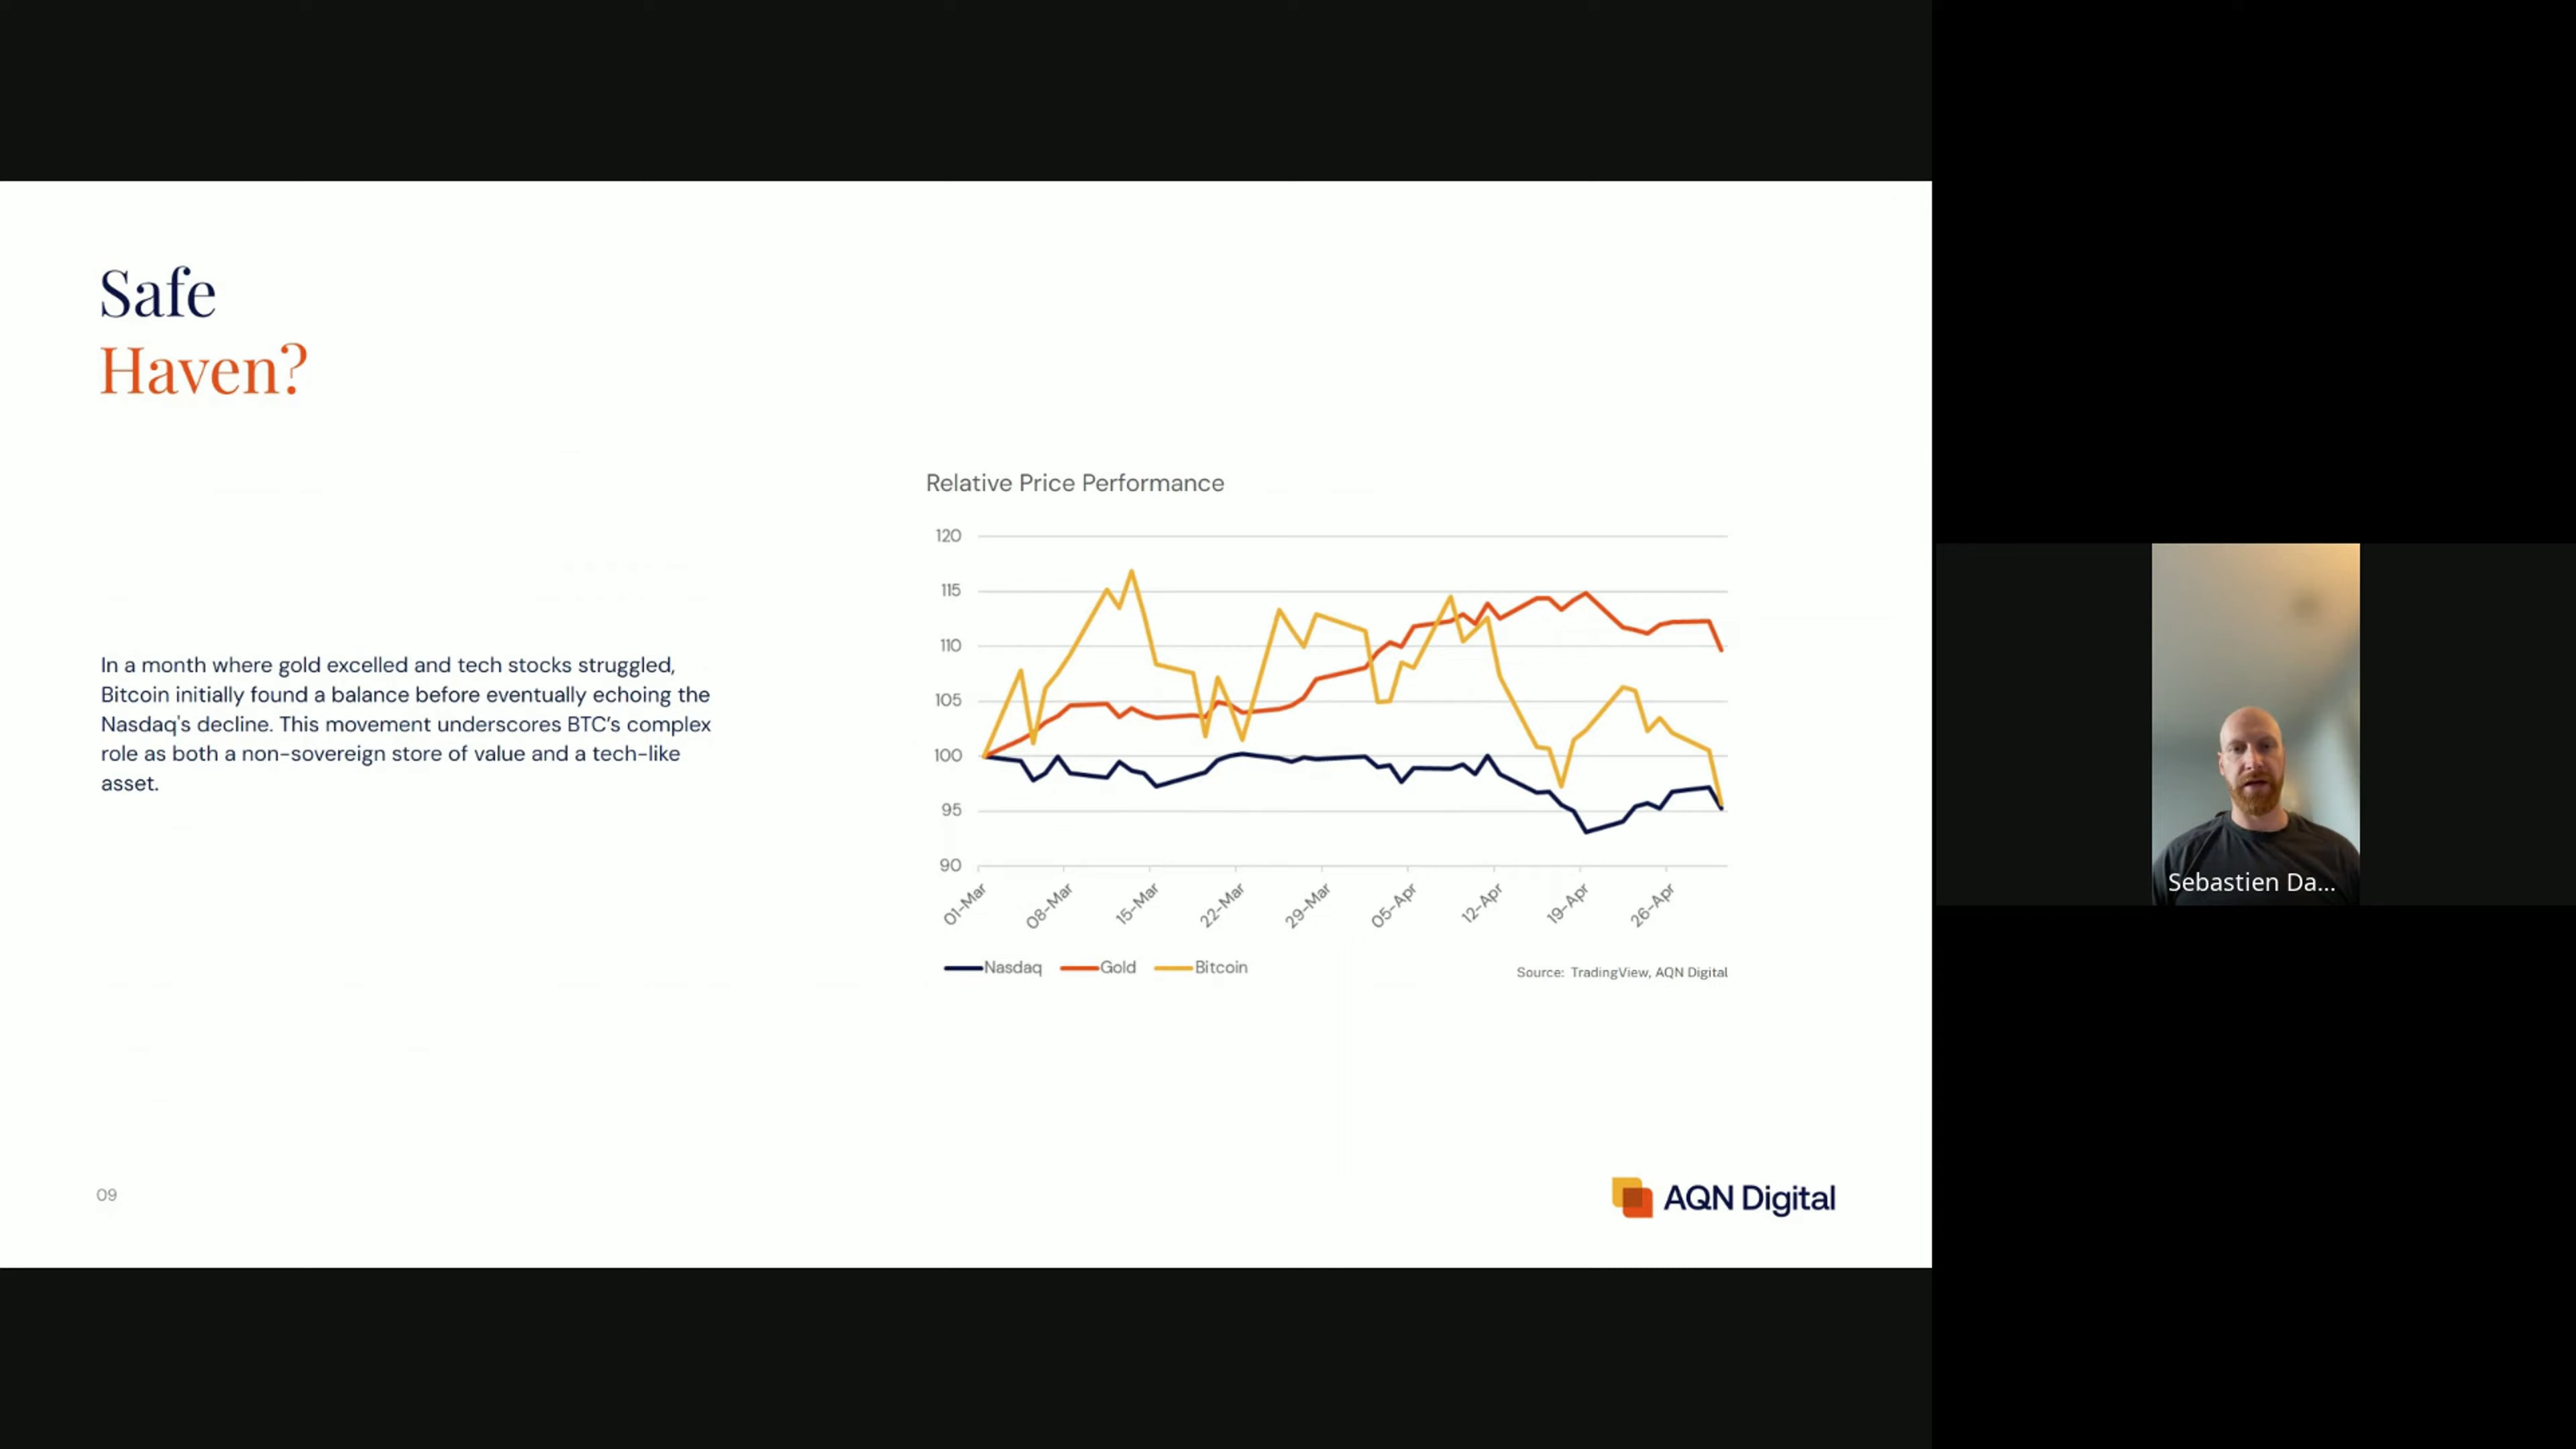 Safe
Haven?
In a month where gold excelled and tech stocks struggled,
Bitcoin initially found a balance before eventually echoing the
Nasdaq's decline. This movement underscores BTC’s complex
role as both a non-sovereign store of value and a tech-like
asset.
Relative Price Performance
120
115
110
105
100
95
90
01-Mar
08-Mar
15-Mar
22-Mar
29-Mar
05-Apr
12-Apr
19-Apr
26-Apr
Nasdaq Gold Bitcoin
Source: TradingView, AQN Digital
09
AQN Digital
Sebastien Da...